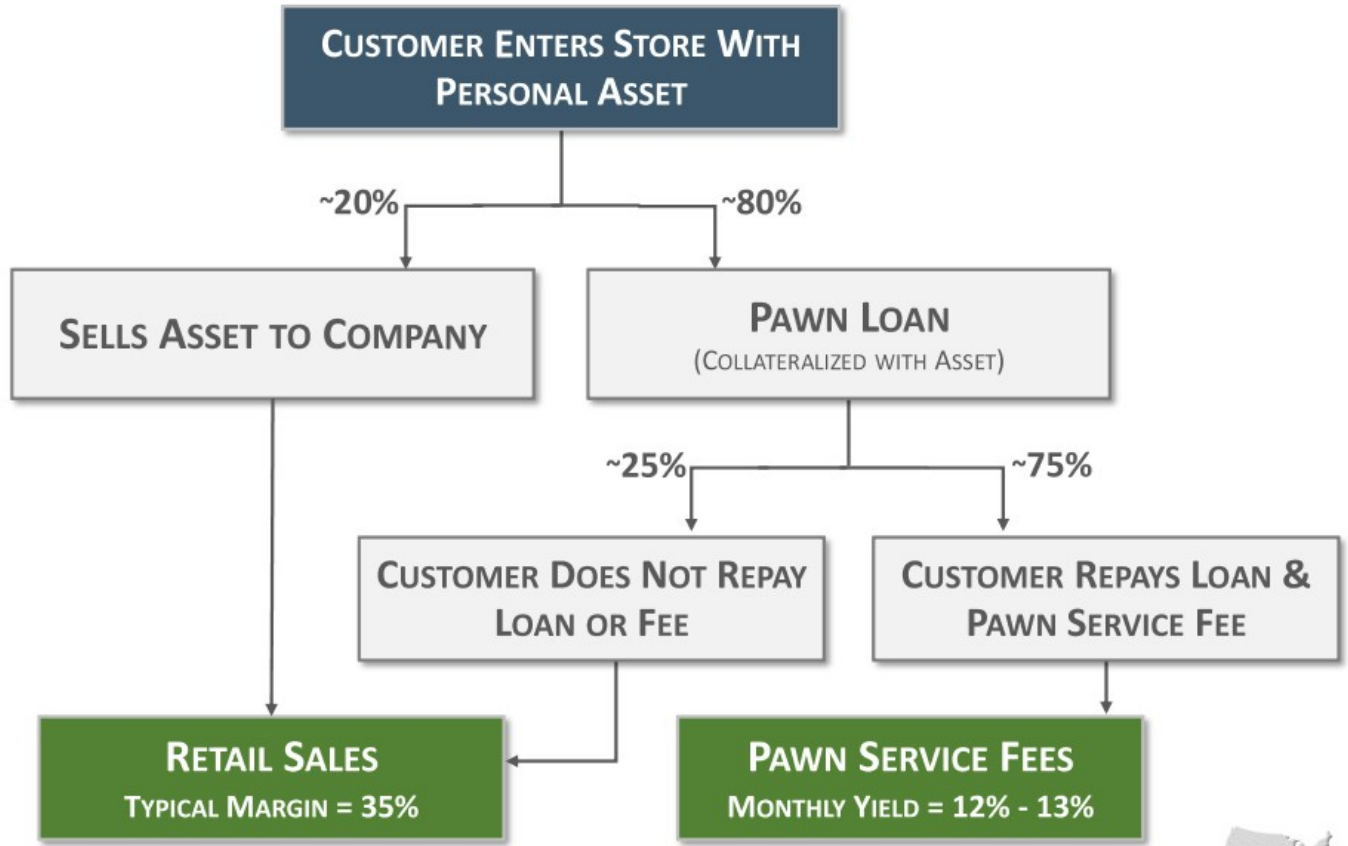 CUSTOMER ENTERS STORE WITH
PERSONAL ASSET
~20%
~80%
SELLS ASSET TO COMPANY
PAWN LOAN
(COLLATERALIZED WITH ASSET)
~25%
~75%
CUSTOMER DOES NOT REPAY
LOAN OR FEE
CUSTOMER REPAYS LOAN &
PAWN SERVICE FEE
RETAIL SALES
TYPICAL MARGIN = 35%
PAWN SERVICE FEES
MONTHLY YIELD = 12% - 13%